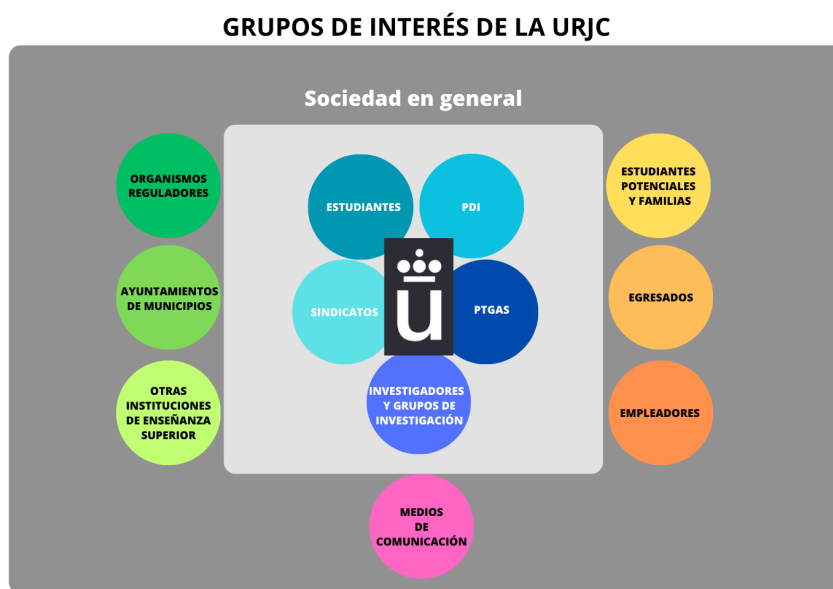 GRUPOS DE INTERÉS DE LA URJC
Sociedad en general
ORGANISMOS
REGULADORES
AYUNTAMIENTOS
DE MUNICIPIOS
OTRAS
INSTITUCIONES
DE ENSEÑANZA
SUPERIOR
ESTUDIANTES
PDI
SINDICATOS
u
PTGAS
INVESTIGADORES
Y GRUPOS DE
INVESTIGACIÓN
ESTUDIANTES
POTENCIALES
Y FAMILIAS
EGRESADOS
EMPLEADORES
MEDIOS
DE
COMUNICACIÓN